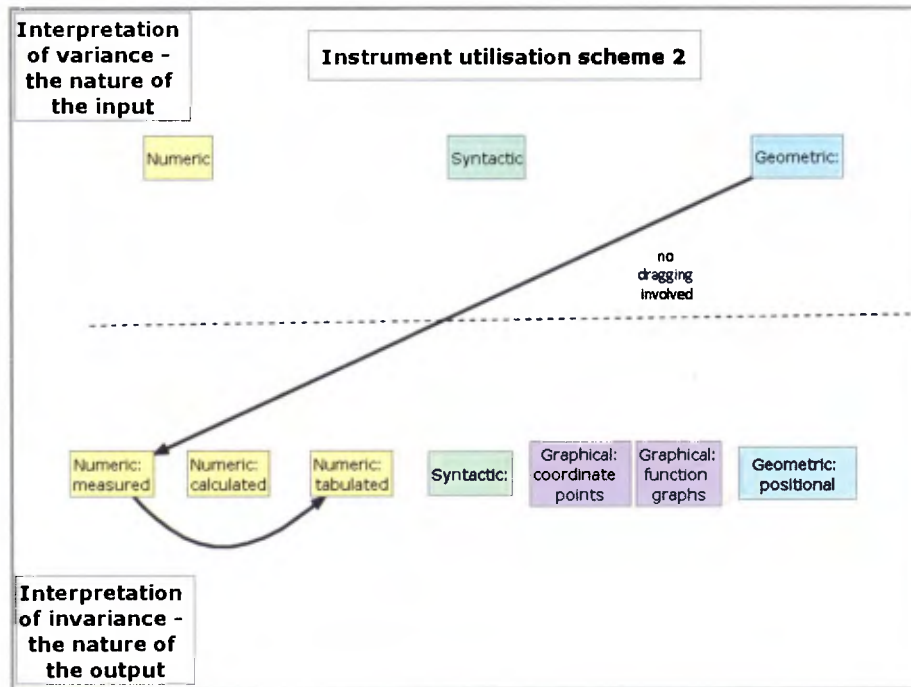 Interpretation
of variance -
the nature of
the input
Instrument utilisation scheme 2
Numeric
Syntactic
Geometric:
no
dragging
involved
Numeric:
measured
Numeric:
calculated
Numeric:
tabulated
Syntactic:
Graphical:
coordinate
points
Graphical:
function
graphs
Geometric:
positional
Interpretation
of invariance -
the nature of
the output